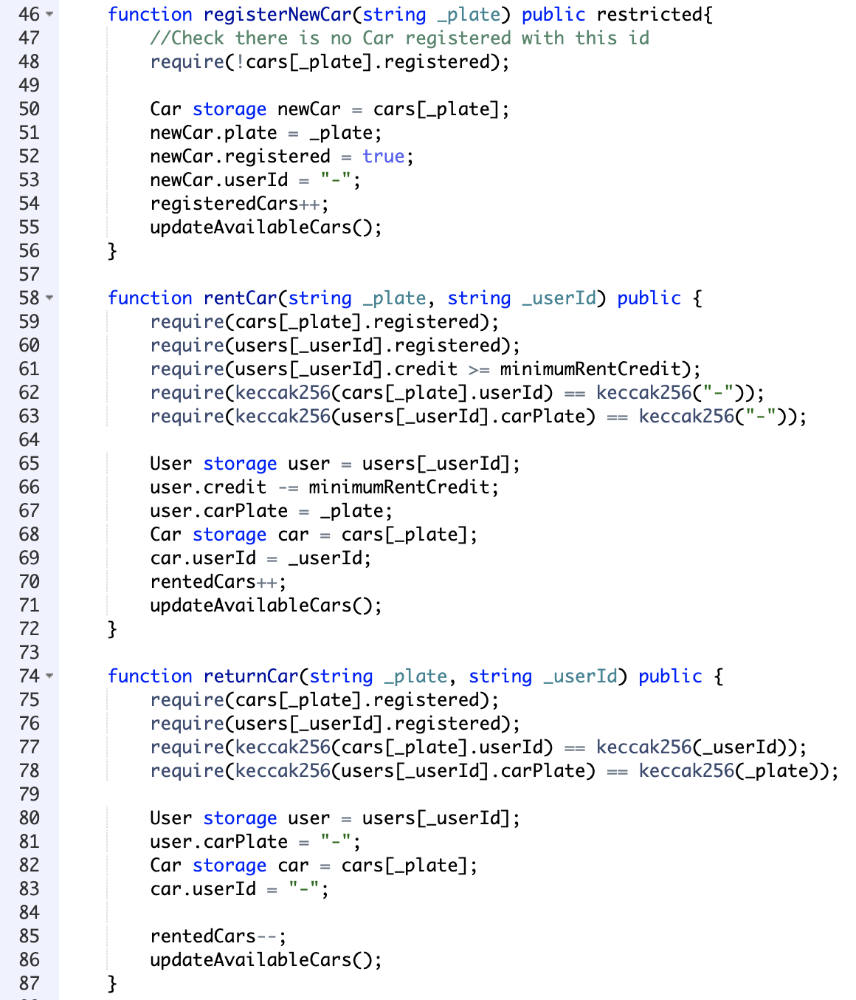 46 function registerNewCar(string _plate) public restricted{
47 //Check there is no Car registered with this id
48 require(!cars[_plate].registered);
49
50 Car storage newCar = cars[_plate];
51 newCar.plate = _plate;
52 newCar.registered = true;
53 newCar.userId = "-";
54 registeredCars++;
55 updateAvailableCars();
56 }
57
58 function rentCar(string _plate, string _userId) public {
59 require(cars[_plate].registered);
60 require(users[_userId].registered);
61 require(users[_userId].credit >= minimumRentCredit);
62 require(keccak256(cars[_plate].userId) == keccak256("-"));
63 require(keccak256(users[_userId].carPlate) == keccak256("-"));
64
65 User storage user = users[_userId];
66 user.credit -= minimumRentCredit;
67 user.carPlate = _plate;
68 Car storage car = cars[_plate];
69 car.userId = _userId;
70 rentedCars++;
71 updateAvailableCars();
72 }
73
74 function returnCar(string _plate, string _userId) public {
75 require(cars[_plate].registered);
76 require(users[_userId].registered);
77 require(keccak256(cars[_plate].userId) == keccak256(_userId));
78 require(keccak256(users[_userId].carPlate) == keccak256(_plate));
79
80 User storage user = users[_userId];
81 user.carPlate = "-";
82 Car storage car = cars[_plate];
83 car.userId = "-";
84
85 rentedCars--;
86 updateAvailableCars();
87 }